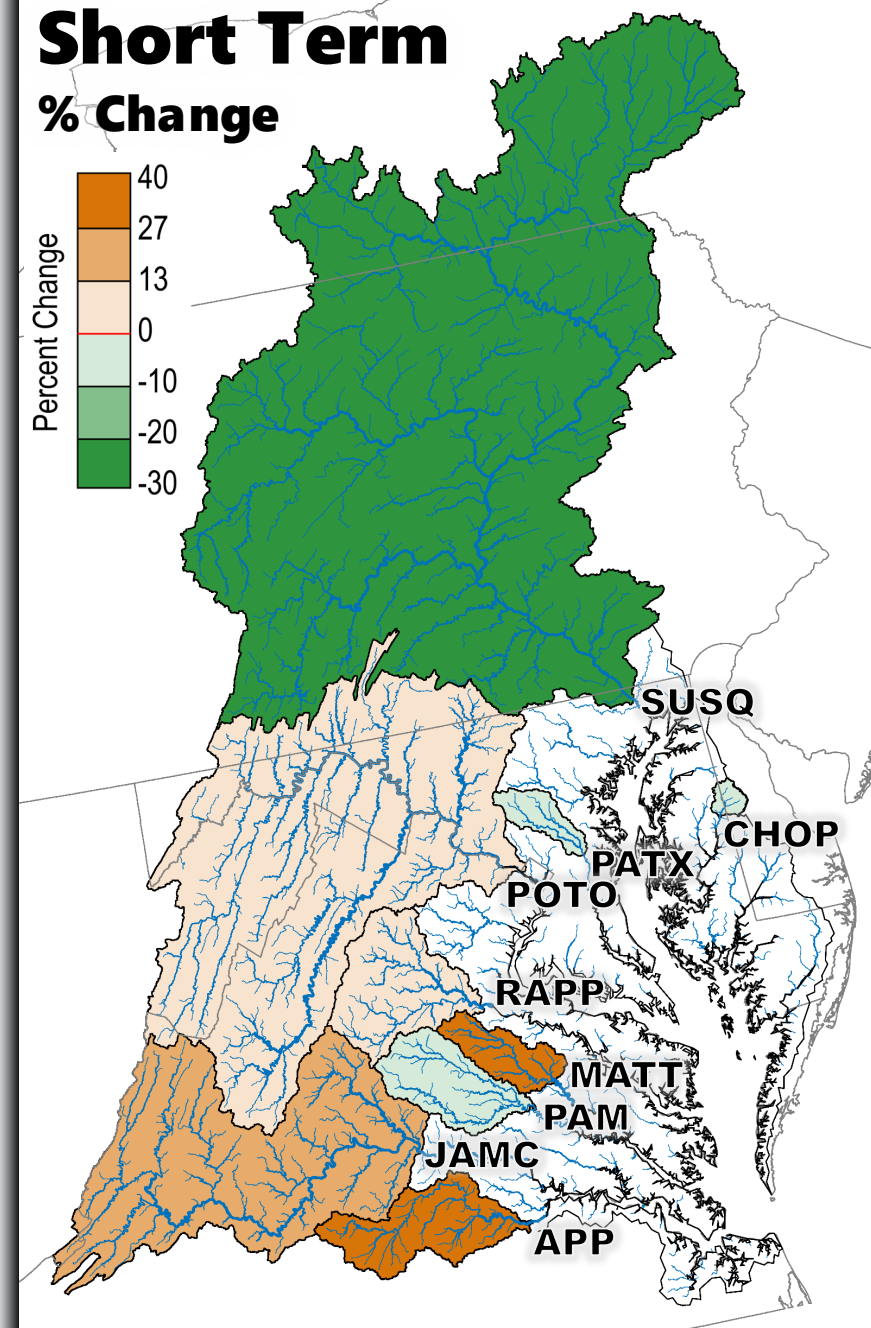 Short Term
% Change
Percent Change
40
27
13
0
-10
-20
-30
SUSQ
CHOP
PATX
POTO
RAPP
MATT
PAM
JAMC
APP